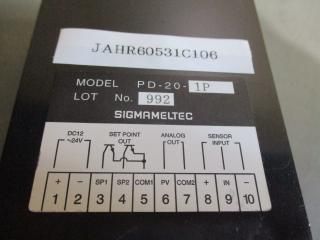 JAHR60531C106
MODEL PD-20-1P
LOT No. 992
SIGMAMELTEC
DC12 ~24V
SET POINT OUT
ANALOG OUT
SENSOR INPUT
+ - SP1 SP2 COM1 PV COM2 + IN -
1 2 3 4 5 6 7 8 9 10